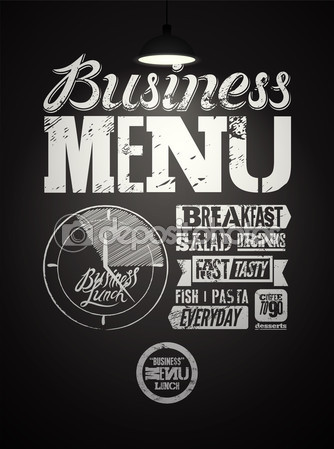 Business
MENU
BREAKFAST
SALAD DRINKS
FAST TASTY
FISH | PASTA
EVERYDAY
COFFEE
TO GO
desserts
Business
Lunch
depositphotos
"BUSINESS"
MENU
LUNCH